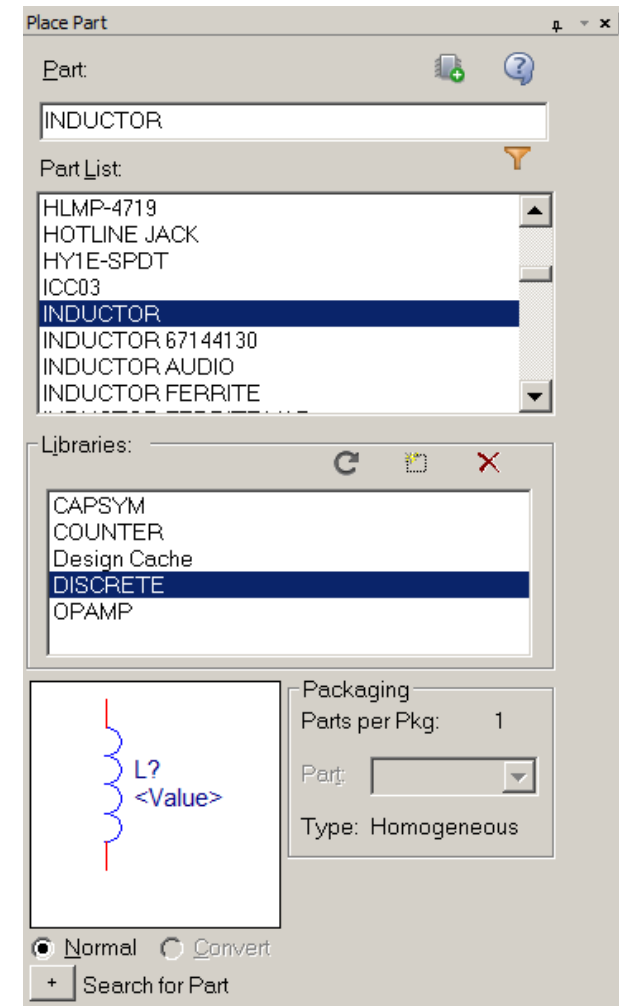 Place Part
Part:
INDUCTOR
Part List:
HLMP-4719
HOTLINE JACK
HY1E-SPDT
ICC03
INDUCTOR
INDUCTOR 67144130
INDUCTOR AUDIO
INDUCTOR FERRITE
Libraries:
CAPSYM
COUNTER
Design Cache
DISCRETE
OPAMP
L?
<Value>
Packaging
Parts per Pkg: 1
Part:
Type: Homogeneous
Normal Convert
+ Search for Part